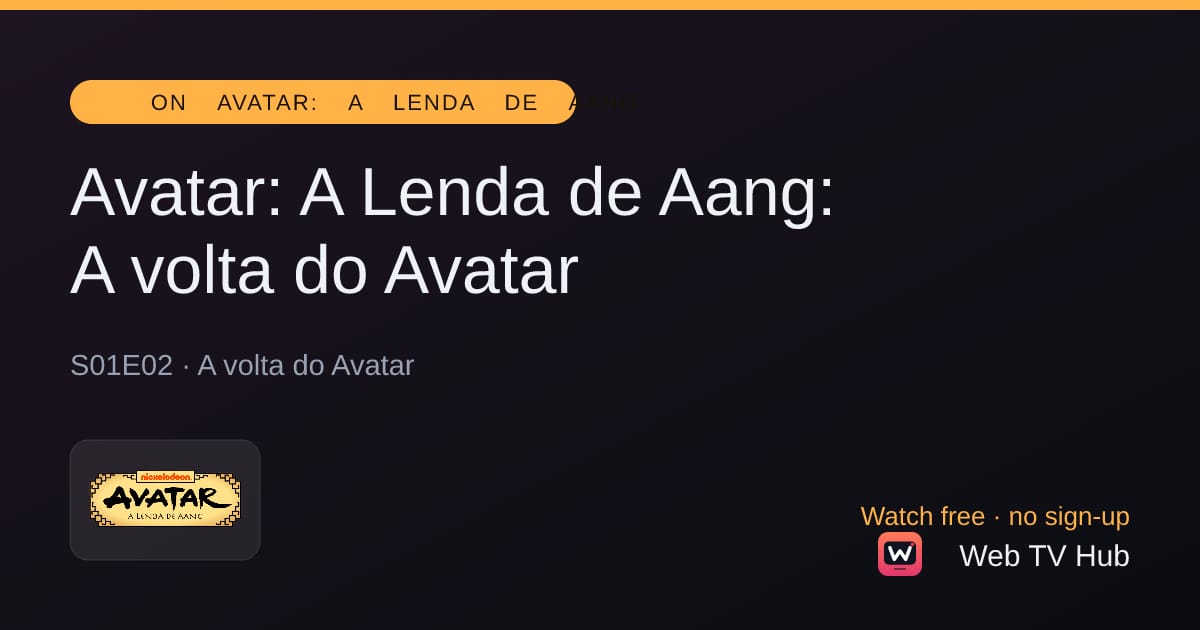 ON AVATAR: A LENDA DE AANG
Avatar: A Lenda de Aang:
A volta do Avatar
S01E02 · A volta do Avatar
nickelodeon
AVATAR
A LENDA DE AANG
Watch free · no sign-up
W
Web TV Hub